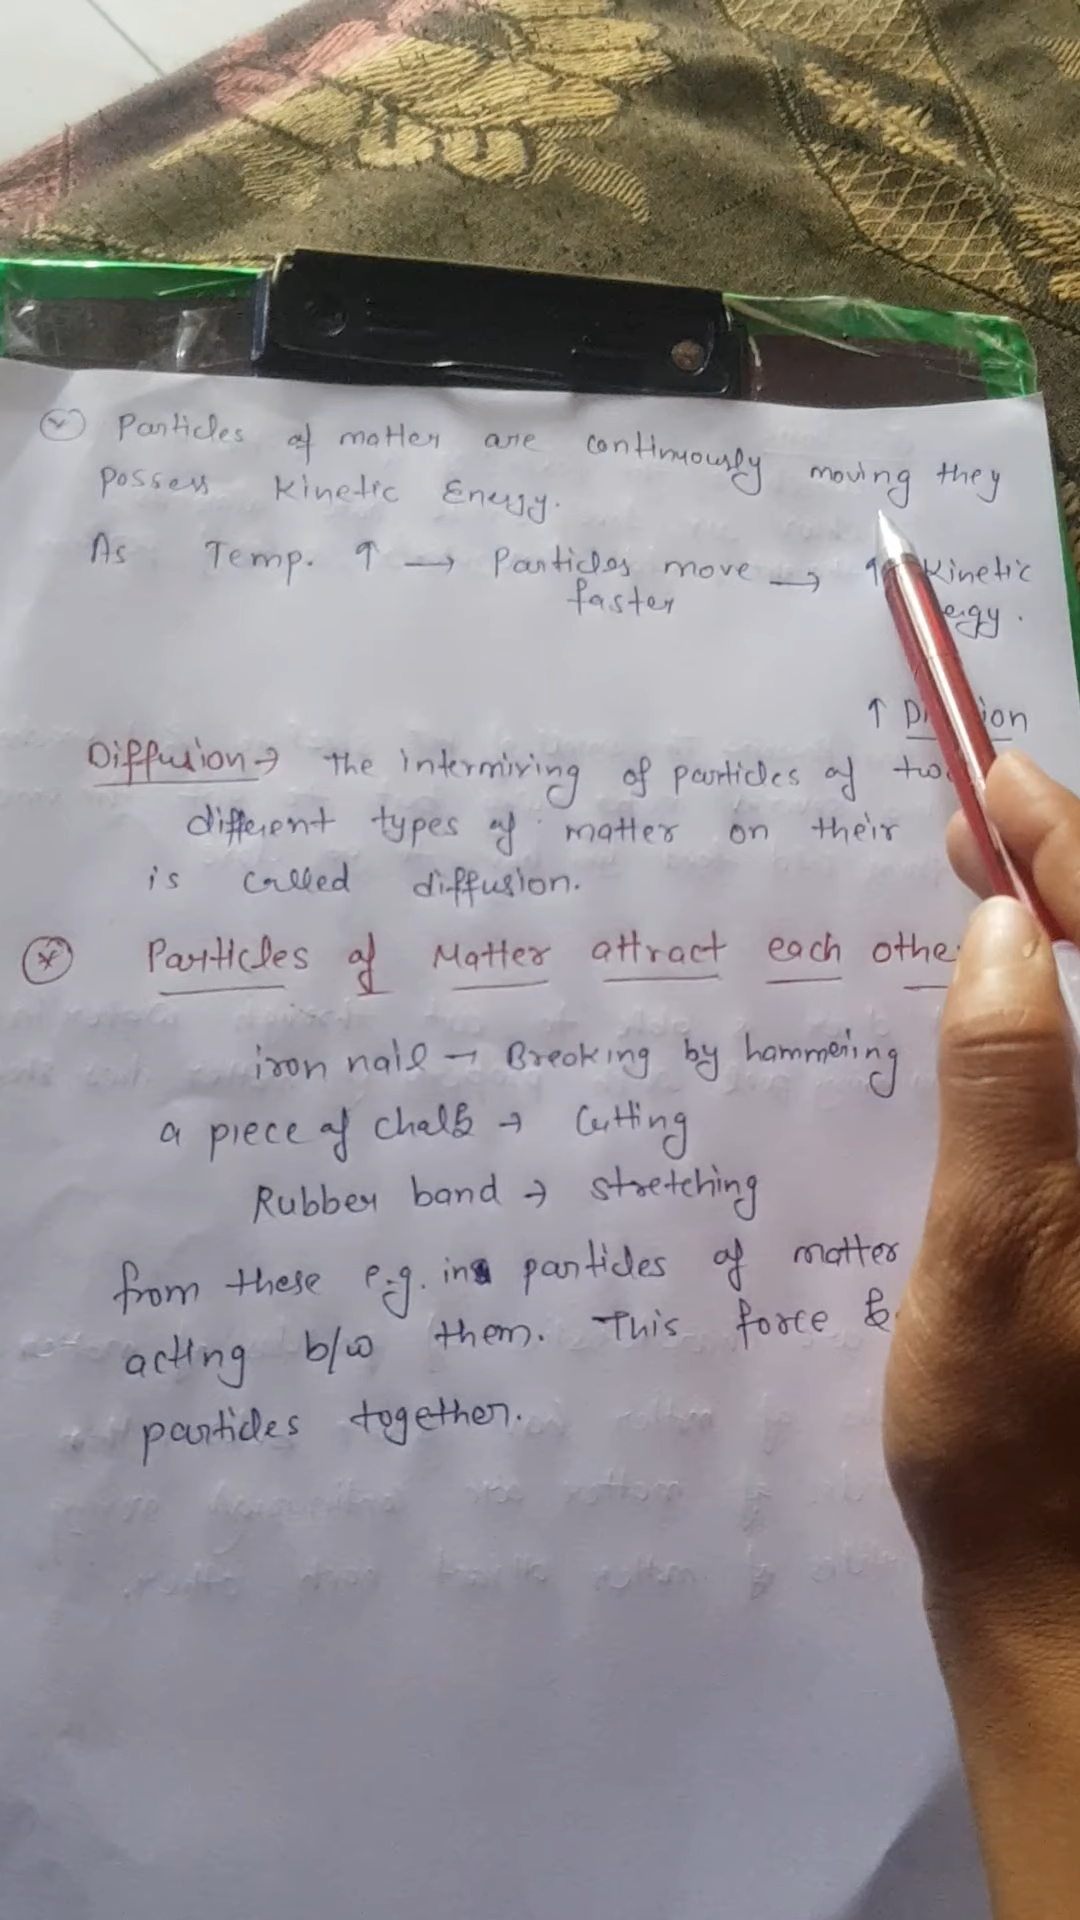 Particles of matter are continuously moving they
possess Kinetic Energy.
As Temp. ↑ → Particles move → ↑ Kinetic
faster
↑
Diffusion → the intermixing of particles of two
different types of matter on their
is called diffusion.
Particles of Matter attract each
iron nail → Breaking by hammering
a piece of chalk → Cutting
Rubber band → stretching
from these e.g. in particles of matter
acting b/w them. This force
particles together.